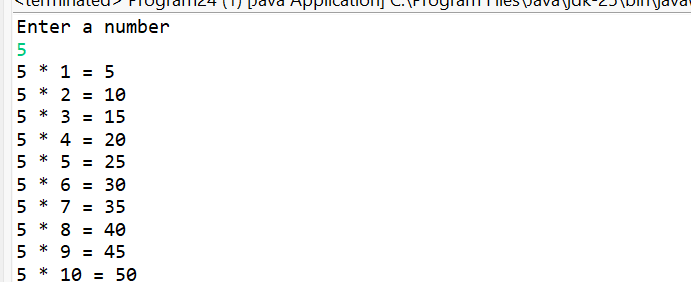 <terminated> Program24 (1) [Java Application] C:\Program Files\Java\jdk-25\bin\java
Enter a number
5
5 * 1 = 5
5 * 2 = 10
5 * 3 = 15
5 * 4 = 20
5 * 5 = 25
5 * 6 = 30
5 * 7 = 35
5 * 8 = 40
5 * 9 = 45
5 * 10 = 50